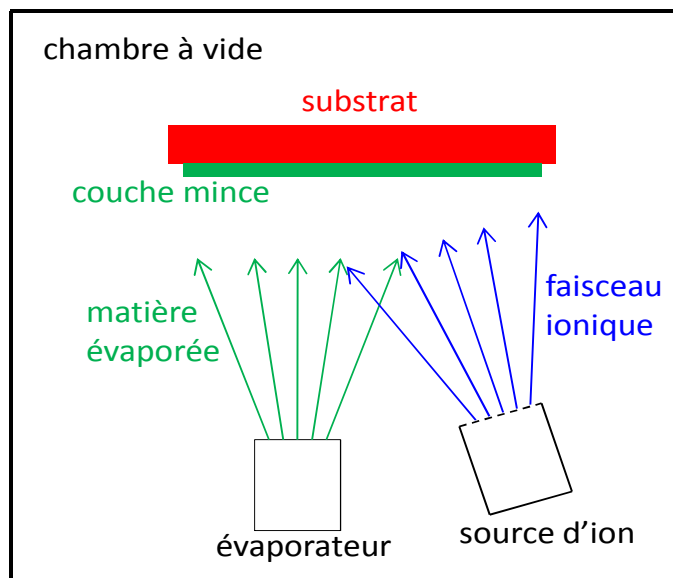 chambre à vide
substrat
couche mince
matière
évaporée
faisceau
ionique
évaporateur
source d'ion